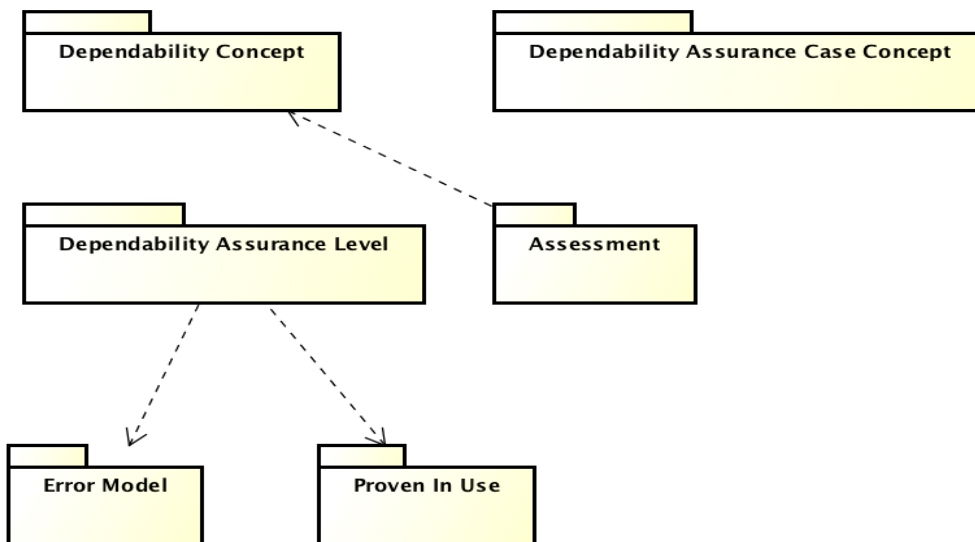 Dependability Concept
Dependability Assurance Case Concept
Dependability Assurance Level
Assessment
Error Model
Proven In Use